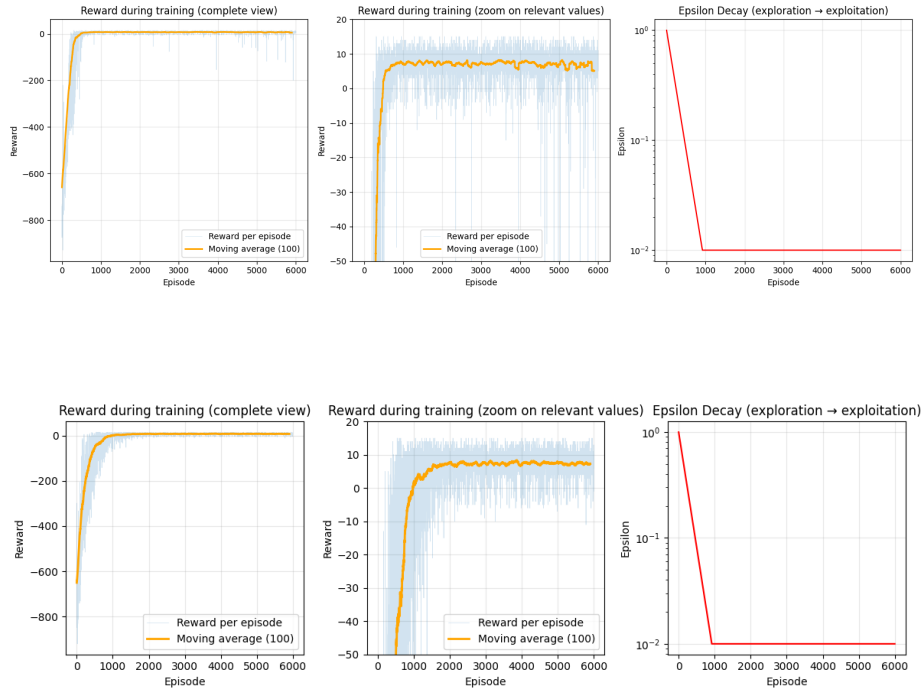 Reward during training (complete view)
0
−200
−400
−600
−800
Reward
0 1000 2000 3000 4000 5000 6000
Episode
Reward per episode
Moving average (100)
Reward during training (zoom on relevant values)
20
10
0
−10
−20
−30
−40
−50
Reward
0 1000 2000 3000 4000 5000 6000
Episode
Reward per episode
Moving average (100)
Epsilon Decay (exploration → exploitation)
10⁰
10⁻¹
10⁻²
Epsilon
0 1000 2000 3000 4000 5000 6000
Episode
Reward during training (complete view)
0
−200
−400
−600
−800
Reward
0 1000 2000 3000 4000 5000 6000
Episode
Reward per episode
Moving average (100)
Reward during training (zoom on relevant values)
20
10
0
−10
−20
−30
−40
−50
Reward
0 1000 2000 3000 4000 5000 6000
Episode
Reward per episode
Moving average (100)
Epsilon Decay (exploration → exploitation)
10⁰
10⁻¹
10⁻²
Epsilon
0 1000 2000 3000 4000 5000 6000
Episode